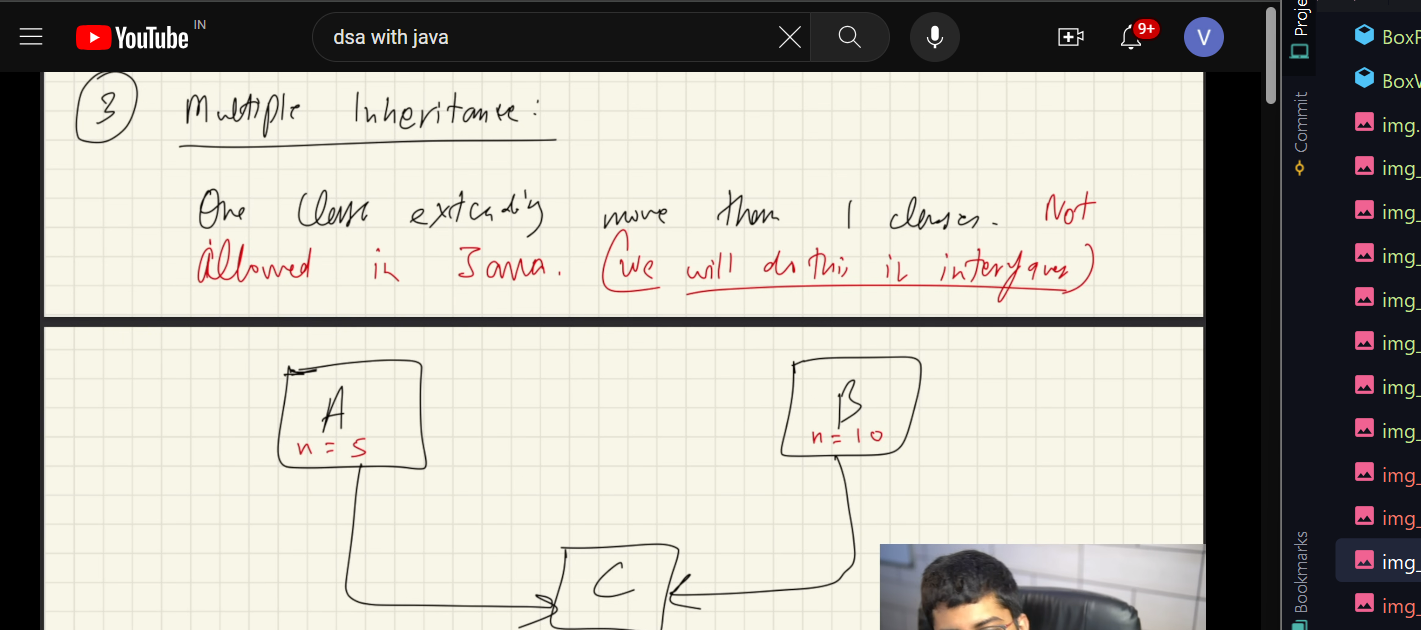 YouTube IN
dsa with java
9+
V
3 Multiple Inheritance:
One Class extending more than 1 classes. Not
allowed in Java. (We will do this in interfaces)
A
n = 5
B
n = 10
C
Proje
Commit
Bookmarks
BoxP
BoxW
img.
img_
img_
img_
img_
img_
img_
img_
img_
img_
img_
img_